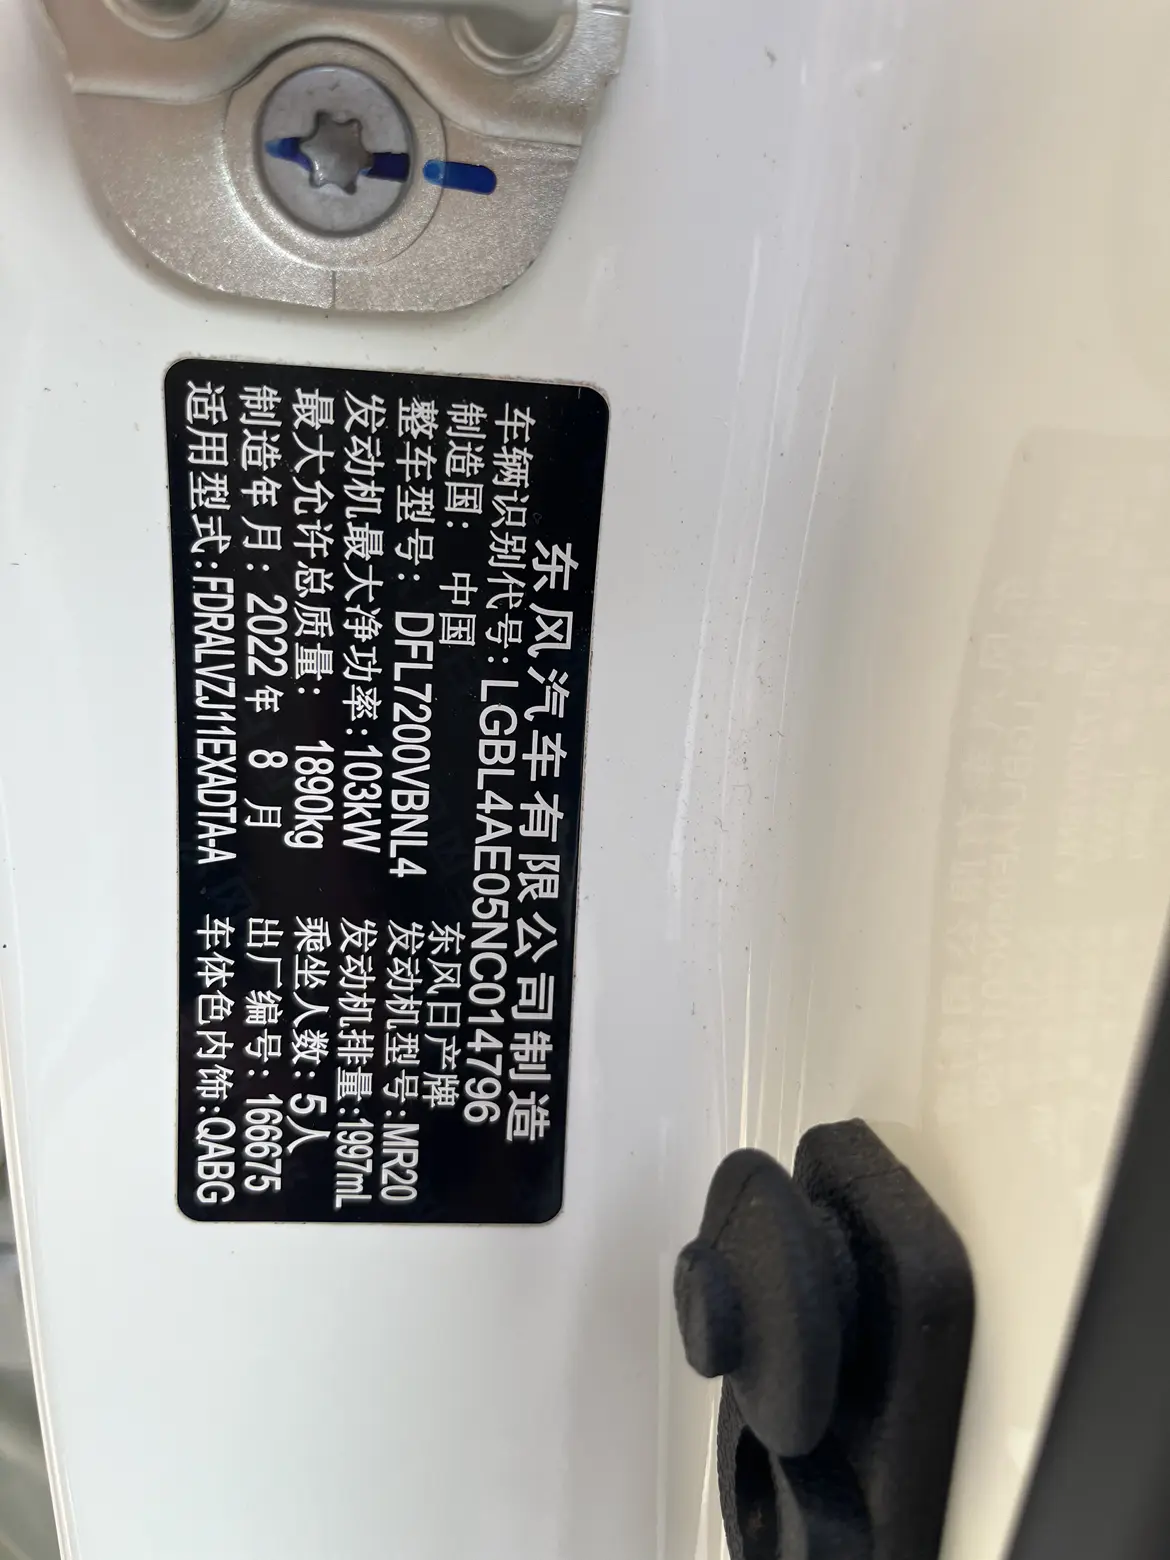 东风汽车有限公司制造
车辆识别代号:LGBL4AE05NC014796
制造国: 中国 东风日产牌
整车型号: DFL7200VBNL4 发动机型号:MR20
发动机最大净功率:103kW 发动机排量:1997mL
最大允许总质量: 1890kg 乘坐人数: 5人
制造年月: 2022年 8 月 出厂编号: 166675
适用型式:FDRALVZJ11EXADTA-A 车体色内饰:QABG